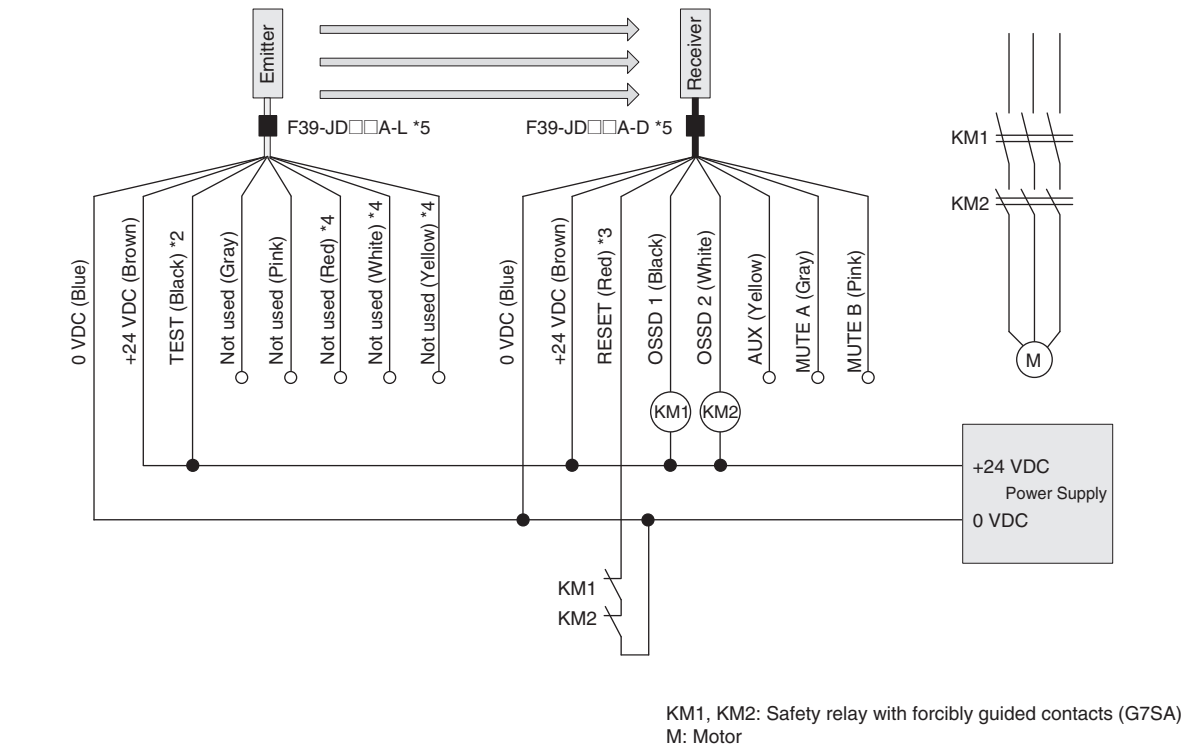 Emitter
Receiver
F39-JD□□A-L *5
F39-JD□□A-D *5
KM1
KM2
0 VDC (Blue)
+24 VDC (Brown)
TEST (Black) *2
Not used (Gray)
Not used (Pink)
Not used (Red) *4
Not used (White) *4
Not used (Yellow) *4
0 VDC (Blue)
+24 VDC (Brown)
RESET (Red) *3
OSSD 1 (Black)
OSSD 2 (White)
AUX (Yellow)
MUTE A (Gray)
MUTE B (Pink)
M
KM1
KM2
+24 VDC
Power Supply
0 VDC
KM1
KM2
KM1, KM2: Safety relay with forcibly guided contacts (G7SA)
M: Motor